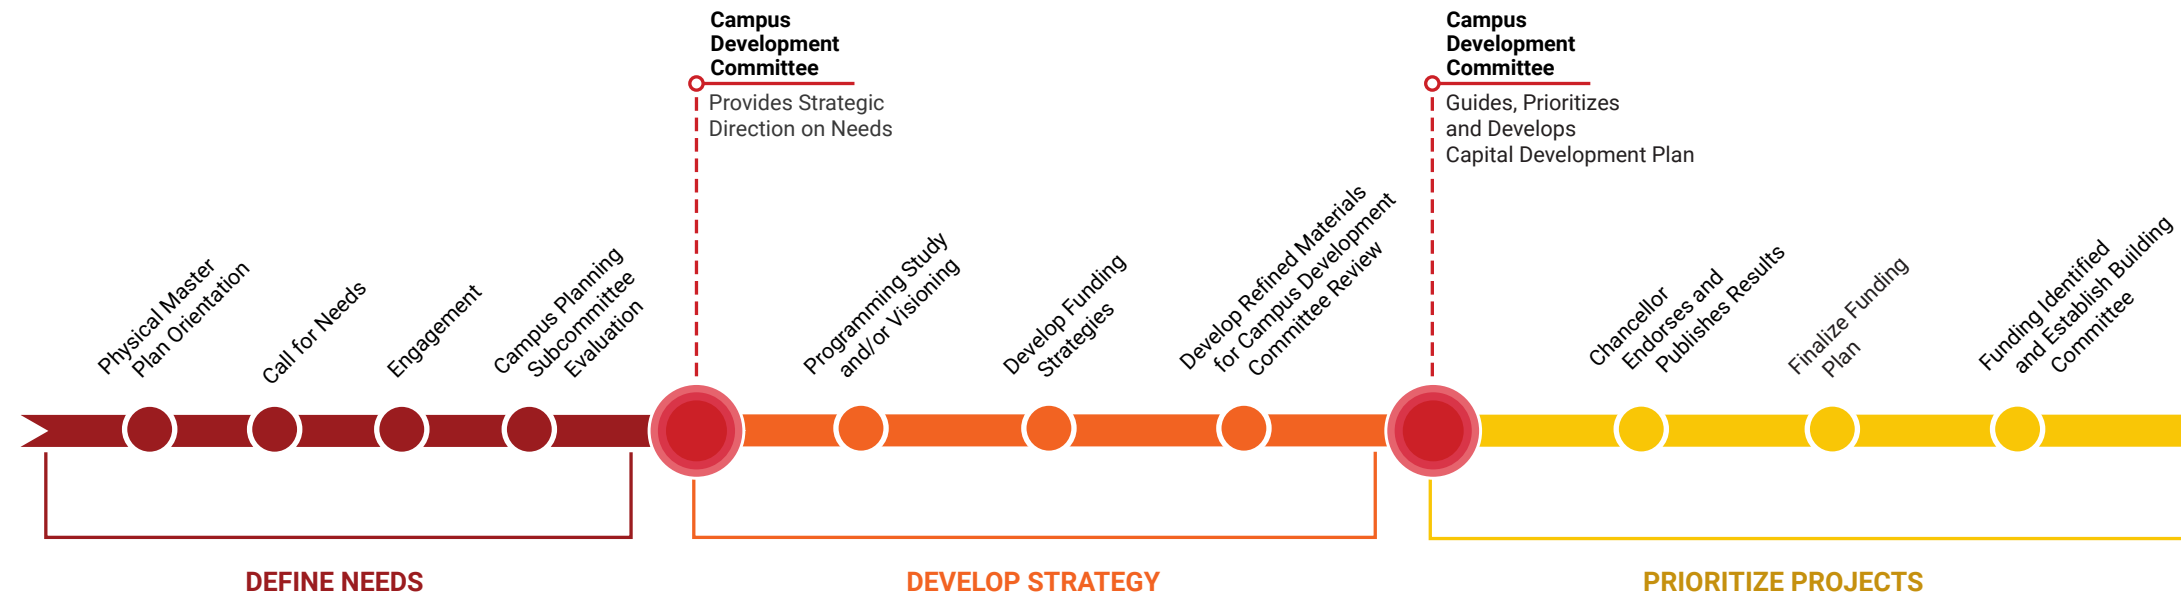 Campus
Development
Committee
Provides Strategic
Direction on Needs
Campus
Development
Committee
Guides, Prioritizes
and Develops
Capital Development Plan
Physical Master
Plan Orientation
Call for Needs
Engagement
Campus Planning
Subcommittee
Evaluation
Programming Study
and/or Visioning
Develop Funding
Strategies
Develop Refined Materials
for Campus Development
Committee Review
Chancellor
Endorses and
Publishes Results
Finalize Funding
Plan
Funding Identified
and Establish Building
Committee
DEFINE NEEDS
DEVELOP STRATEGY
PRIORITIZE PROJECTS